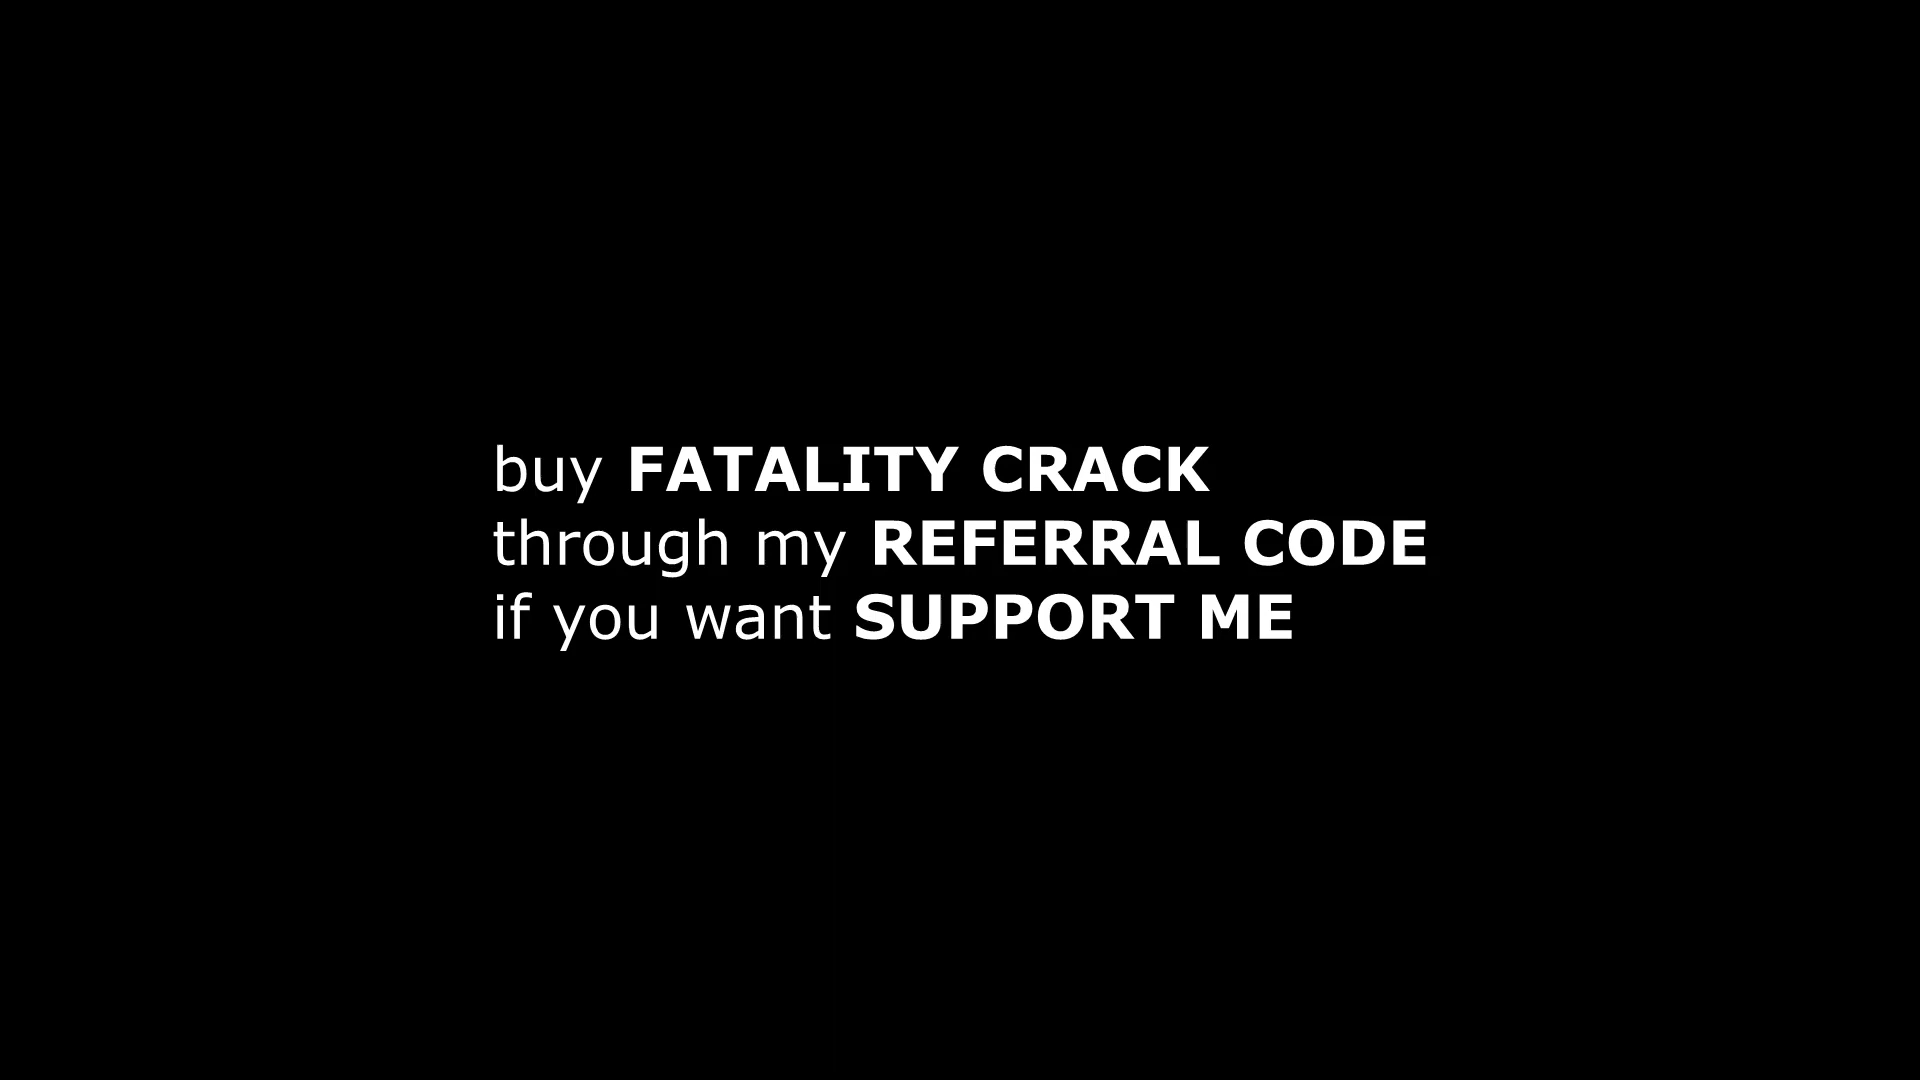 buy FATALITY CRACK
through my REFERRAL CODE
if you want SUPPORT ME